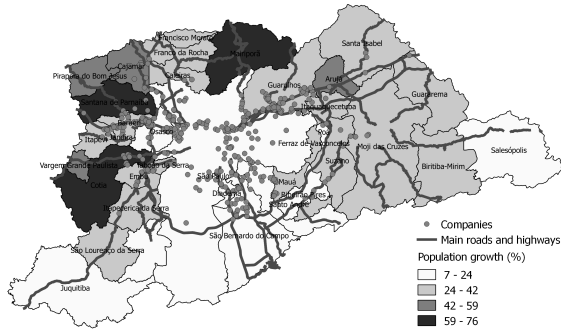 Francisco Morato
Santa Isabel
Franco da Rocha
Mairiporã
Cajamar
Pirapora do Bom Jesus
Caieiras
Arujá
Guarulhos
Guararema
Santana de Parnaíba
Itaquaquecetuba
Barueri
Osasco
Jandira
Itapevi
Poá
Ferraz de Vasconcelos
Moji das Cruzes
Salesópolis
Vargem Grande Paulista
Taboão da Serra
Suzano
Biritiba-Mirim
Embu
São Paulo
Mauá
Cotia
Diadema
Ribeirão Pires
Santo André
Itapecerica da Serra
São Bernardo do Campo
São Lourenço da Serra
Juquitiba
Companies
Main roads and highways
Population growth (%)
7 - 24
24 - 42
42 - 59
59 - 76